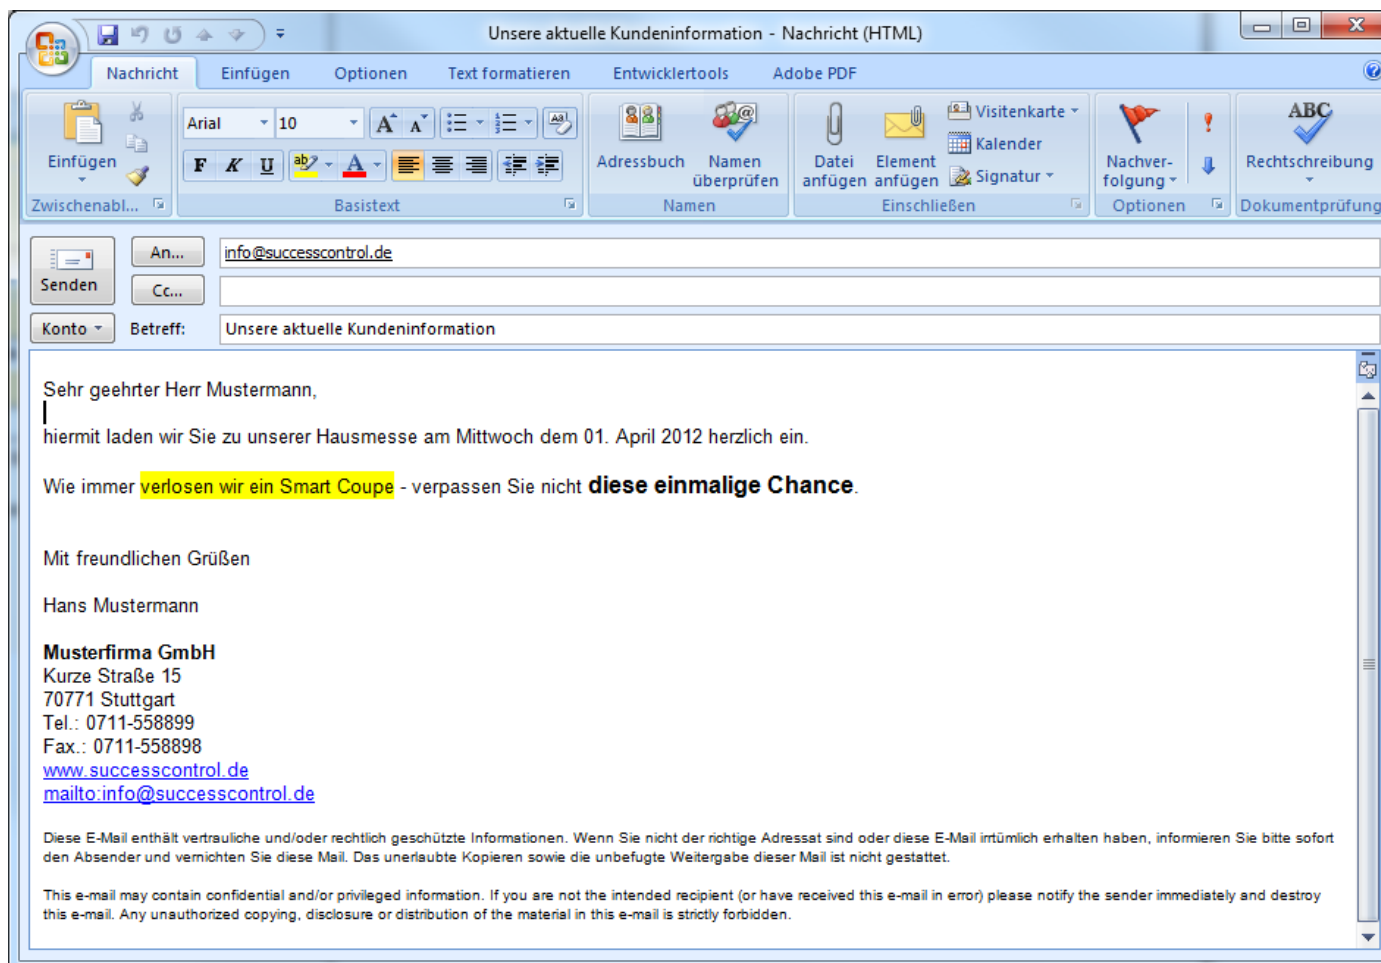 Unsere aktuelle Kundeninformation - Nachricht (HTML)
Nachricht Einfügen Optionen Text formatieren Entwicklertools Adobe PDF
Einfügen
Zwischenabl...
Arial 10
F K U
Basistext
Adressbuch
Namen überprüfen
Namen
Datei anfügen
Element anfügen
Visitenkarte
Kalender
Signatur
Einschließen
Nachver-
folgung
Optionen
ABC
Rechtschreibung
Dokumentprüfung
Senden
An... info@successcontrol.de
Cc...
Konto Betreff: Unsere aktuelle Kundeninformation
Sehr geehrter Herr Mustermann,
hiermit laden wir Sie zu unserer Hausmesse am Mittwoch dem 01. April 2012 herzlich ein.
Wie immer verlosen wir ein Smart Coupe - verpassen Sie nicht diese einmalige Chance.
Mit freundlichen Grüßen
Hans Mustermann
Musterfirma GmbH
Kurze Straße 15
70771 Stuttgart
Tel.: 0711-558899
Fax.: 0711-558898
www.successcontrol.de
mailto:info@successcontrol.de
Diese E-Mail enthält vertrauliche und/oder rechtlich geschützte Informationen. Wenn Sie nicht der richtige Adressat sind oder diese E-Mail irrtümlich erhalten haben, informieren Sie bitte sofort
den Absender und vernichten Sie diese Mail. Das unerlaubte Kopieren sowie die unbefugte Weitergabe dieser Mail ist nicht gestattet.
This e-mail may contain confidential and/or privileged information. If you are not the intended recipient (or have received this e-mail in error) please notify the sender immediately and destroy
this e-mail. Any unauthorized copying, disclosure or distribution of the material in this e-mail is strictly forbidden.